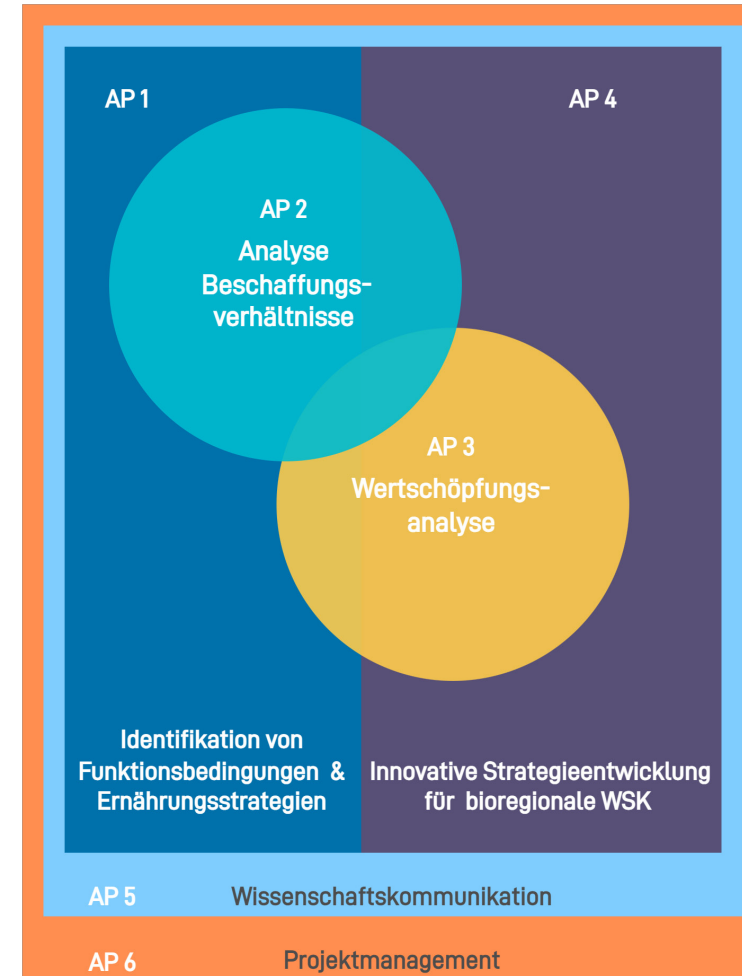 AP 1
AP 4
AP 2
Analyse
Beschaffungs-
verhältnisse
AP 3
Wertschöpfungs-
analyse
Identifikation von
Funktionsbedingungen &
Ernährungsstrategien
Innovative Strategieentwicklung
für bioregionale WSK
AP 5 Wissenschaftskommunikation
AP 6 Projektmanagement